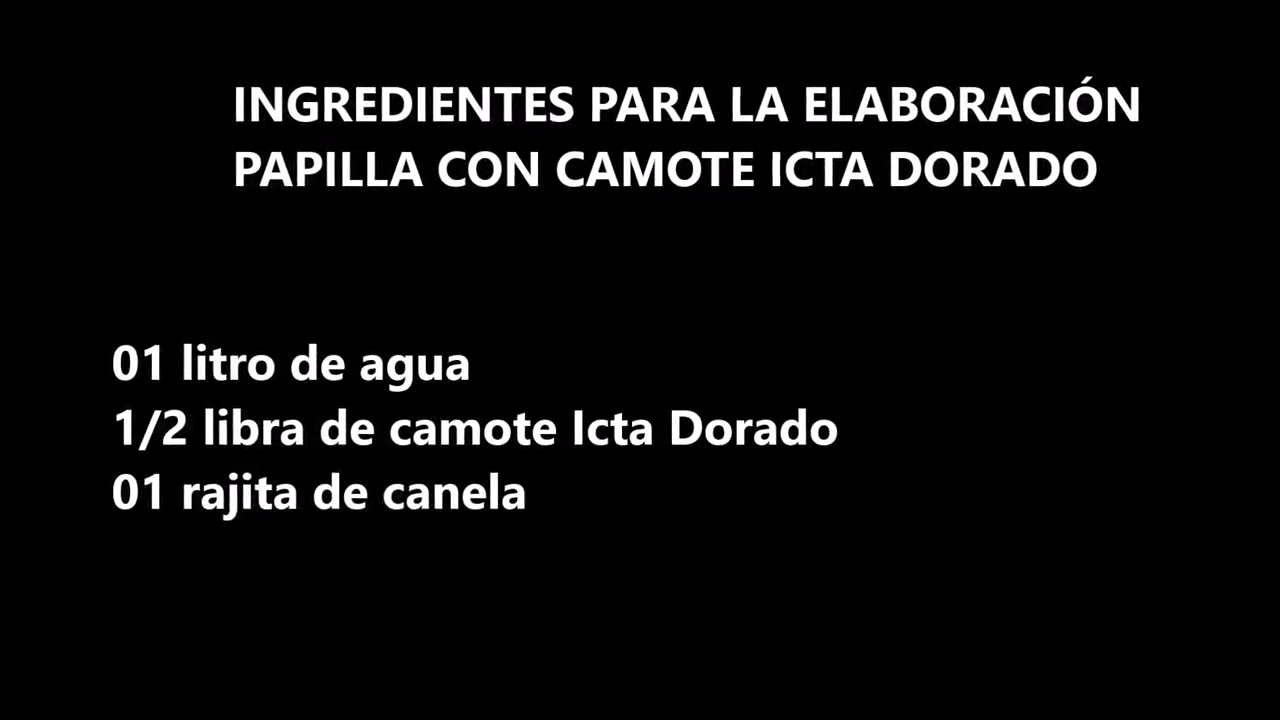 INGREDIENTES PARA LA ELABORACIÓN
PAPILLA CON CAMOTE ICTA DORADO
01 litro de agua
1/2 libra de camote Icta Dorado
01 rajita de canela